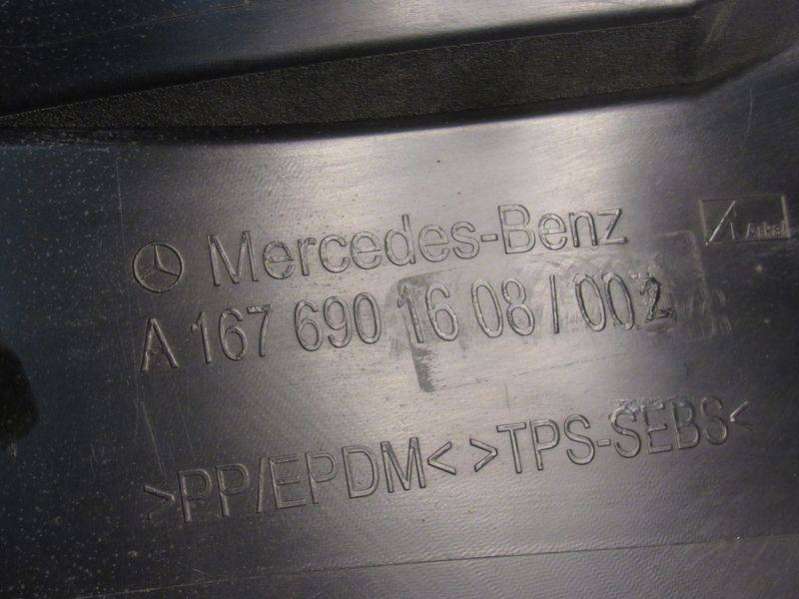 Mercedes-Benz
A 167 690 16 08 / 002
>PP/EPDM< >TPS-SEBS<